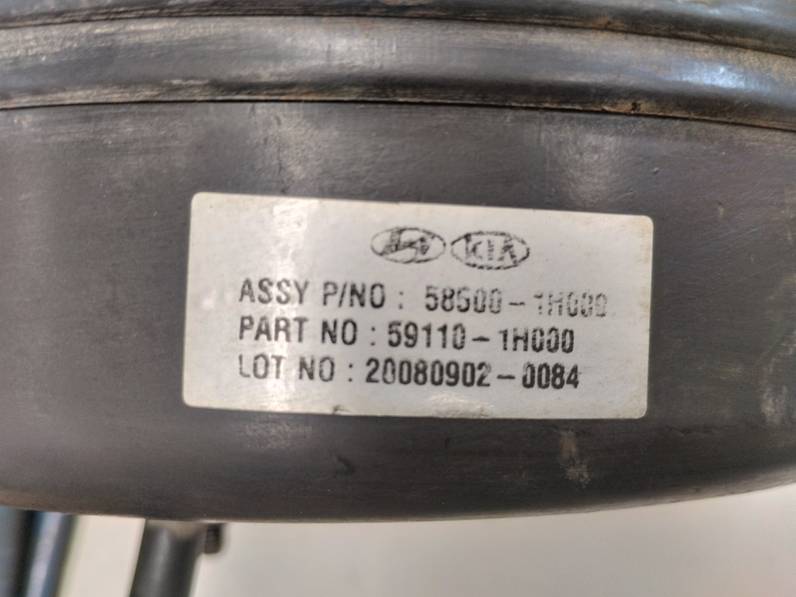 KIA
ASSY P/NO : 58500-1H000
PART NO : 59110-1H000
LOT NO : 20080902-0084